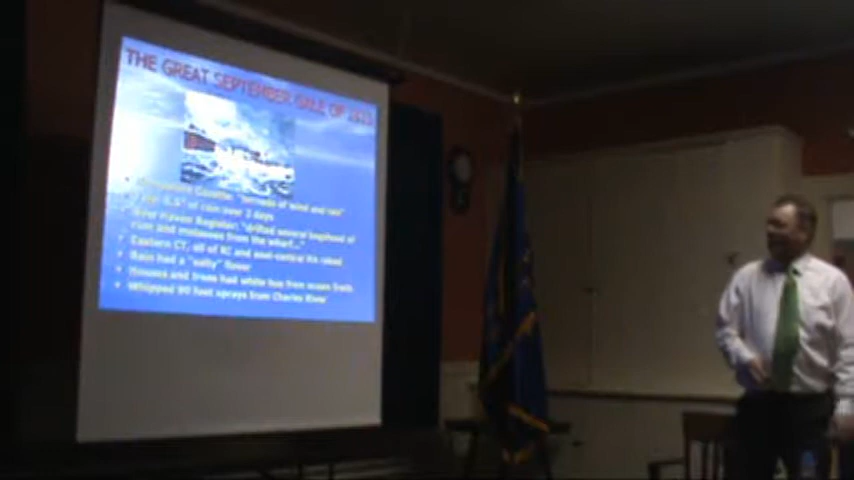 THE GREAT SEPTEMBER GALE OF 1815
Gazette: "torrents of wind and rain"
of rain over 3 days
New Haven Register: "drifted several hogshead of
rum and molasses from the wharf..."
Eastern CT, all of RI and east-central MA raked
Rain had a "salty" flavor
Houses and trees had white hue from ocean froth
Whipped 90 foot sprays from Charles River